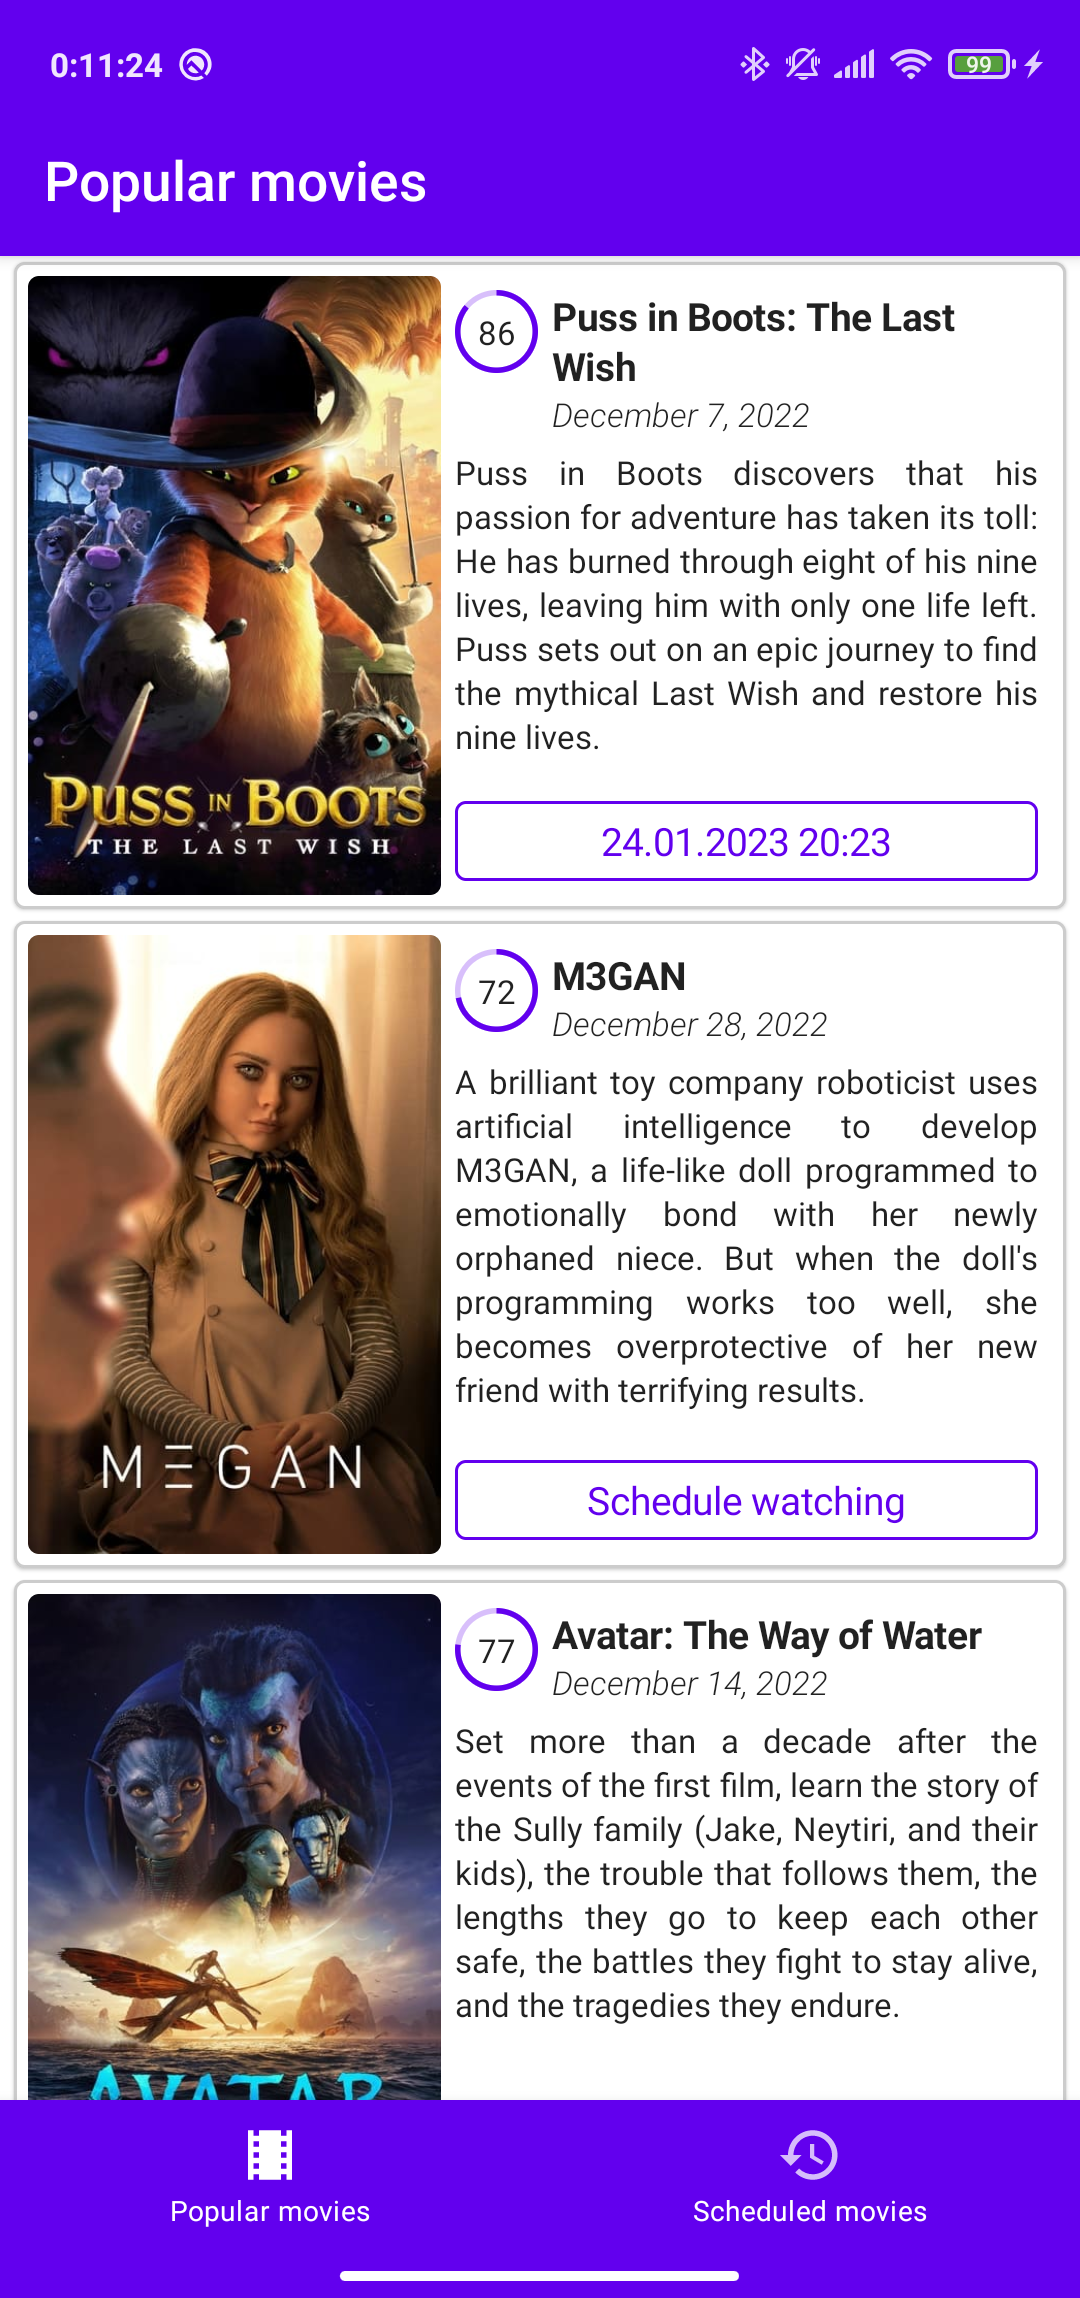 0:11:24
99
Popular movies
PUSS IN BOOTS
THE LAST WISH
86
Puss in Boots: The Last
Wish
December 7, 2022
Puss in Boots discovers that his
passion for adventure has taken its toll:
He has burned through eight of his nine
lives, leaving him with only one life left.
Puss sets out on an epic journey to find
the mythical Last Wish and restore his
nine lives.
24.01.2023 20:23
M Ξ G A N
72
M3GAN
December 28, 2022
A brilliant toy company roboticist uses
artificial intelligence to develop
M3GAN, a life-like doll programmed to
emotionally bond with her newly
orphaned niece. But when the doll's
programming works too well, she
becomes overprotective of her new
friend with terrifying results.
Schedule watching
AVATAR
77
Avatar: The Way of Water
December 14, 2022
Set more than a decade after the
events of the first film, learn the story of
the Sully family (Jake, Neytiri, and their
kids), the trouble that follows them, the
lengths they go to keep each other
safe, the battles they fight to stay alive,
and the tragedies they endure.
Popular movies
Scheduled movies